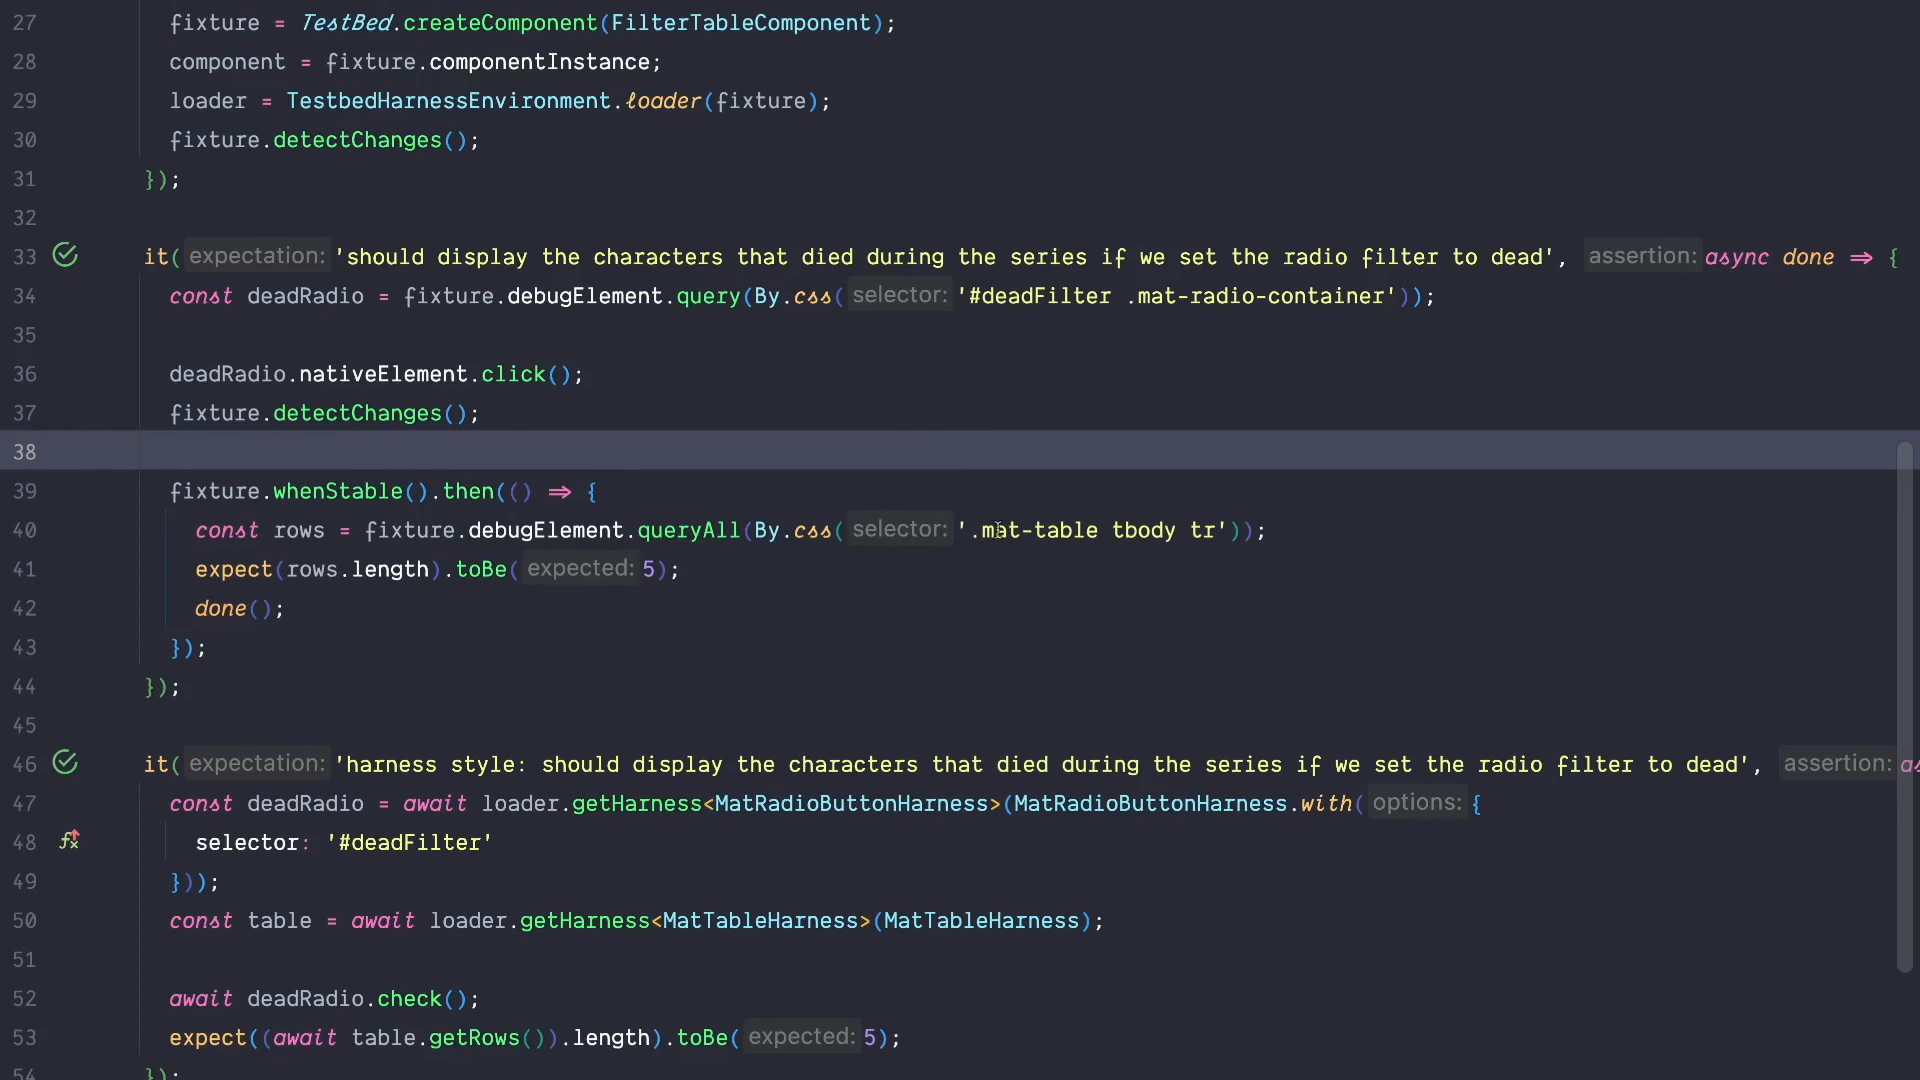 27 fixture = TestBed.createComponent(FilterTableComponent);
28 component = fixture.componentInstance;
29 loader = TestbedHarnessEnvironment.loader(fixture);
30 fixture.detectChanges();
31 });
32
33 it( expectation: 'should display the characters that died during the series if we set the radio filter to dead', assertion: async done ⇒ {
34 const deadRadio = fixture.debugElement.query(By.css( selector: '#deadFilter .mat-radio-container'));
35
36 deadRadio.nativeElement.click();
37 fixture.detectChanges();
38
39 fixture.whenStable().then(() ⇒ {
40 const rows = fixture.debugElement.queryAll(By.css( selector: '.mat-table tbody tr'));
41 expect(rows.length).toBe( expected: 5);
42 done();
43 });
44 });
45
46 it( expectation: 'harness style: should display the characters that died during the series if we set the radio filter to dead', assertion: as
47 const deadRadio = await loader.getHarness<MatRadioButtonHarness>(MatRadioButtonHarness.with( options: {
48 selector: '#deadFilter'
49 }));
50 const table = await loader.getHarness<MatTableHarness>(MatTableHarness);
51
52 await deadRadio.check();
53 expect((await table.getRows()).length).toBe( expected: 5);
54 });